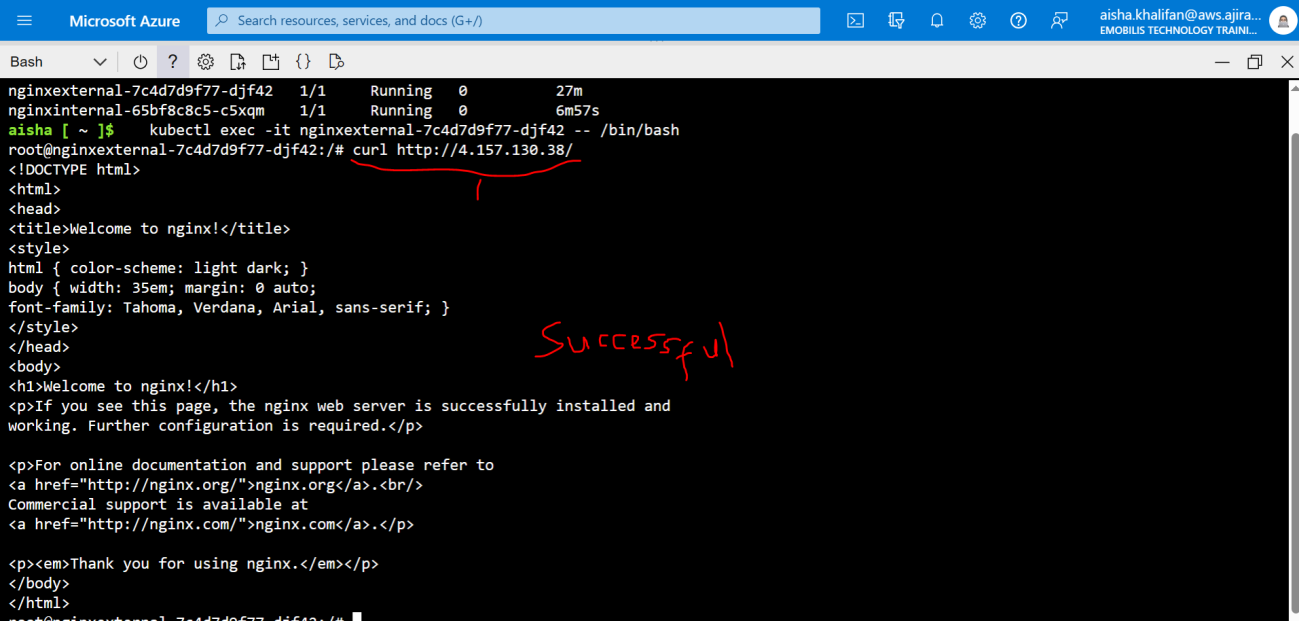 Microsoft Azure
Search resources, services, and docs (G+/)
aisha.khalifan@aws.ajira...
EMOBILIS TECHNOLOGY TRAINI...
Bash
nginxexternal-7c4d7d9f77-djf42 1/1 Running 0 27m
nginxinternal-65bf8c8c5-c5xqm 1/1 Running 0 6m57s
aisha [ ~ ]$ kubectl exec -it nginxexternal-7c4d7d9f77-djf42 -- /bin/bash
root@nginxexternal-7c4d7d9f77-djf42:/# curl http://4.157.130.38/
<!DOCTYPE html>
<html>
<head>
<title>Welcome to nginx!</title>
<style>
html { color-scheme: light dark; }
body { width: 35em; margin: 0 auto;
font-family: Tahoma, Verdana, Arial, sans-serif; }
</style>
</head>
<body>
Successful
<h1>Welcome to nginx!</h1>
<p>If you see this page, the nginx web server is successfully installed and
working. Further configuration is required.</p>
<p>For online documentation and support please refer to
<a href="http://nginx.org/">nginx.org</a>.<br/>
Commercial support is available at
<a href="http://nginx.com/">nginx.com</a>.</p>
<p><em>Thank you for using nginx.</em></p>
</body>
</html>
root@nginxexternal-7c4d7d9f77-djf42:/#